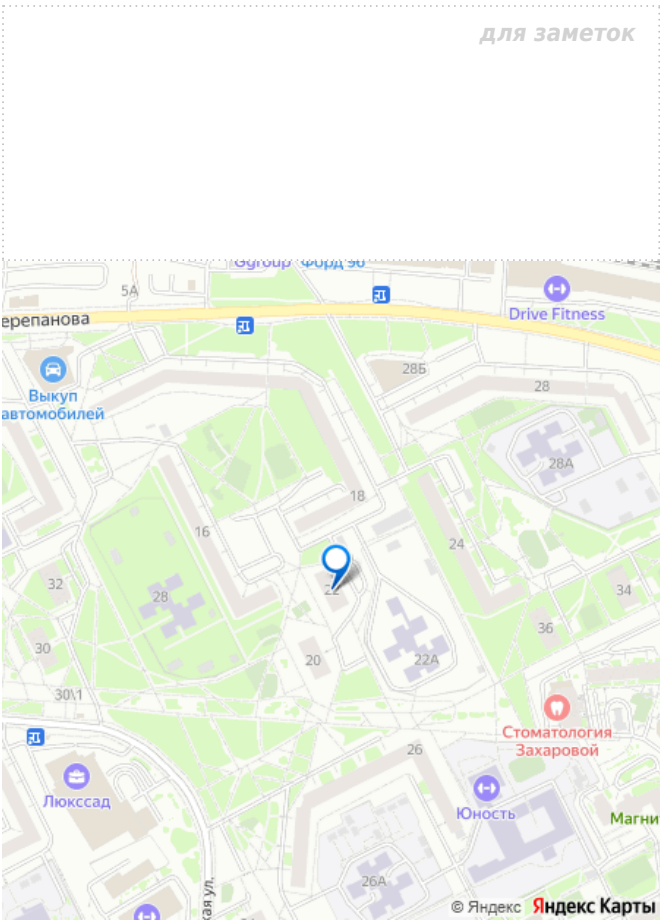 для заметок
Ggroup Форд 96
5А
Drive Fitness
ерепанова
28Б
Выкуп
автомобилей
28
28А
18
16
24
32
28
22
34
30
36
22А
20
30\1
Стоматология
Захаровой
26
Люкссад
Юность
Магни
26А
кая ул.
© Яндекс Яндекс Карты